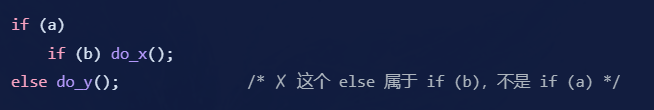 if (a)
    if (b) do_x();
else do_y();            /* ✗ 这个 else 属于 if (b), 不是 if (a) */